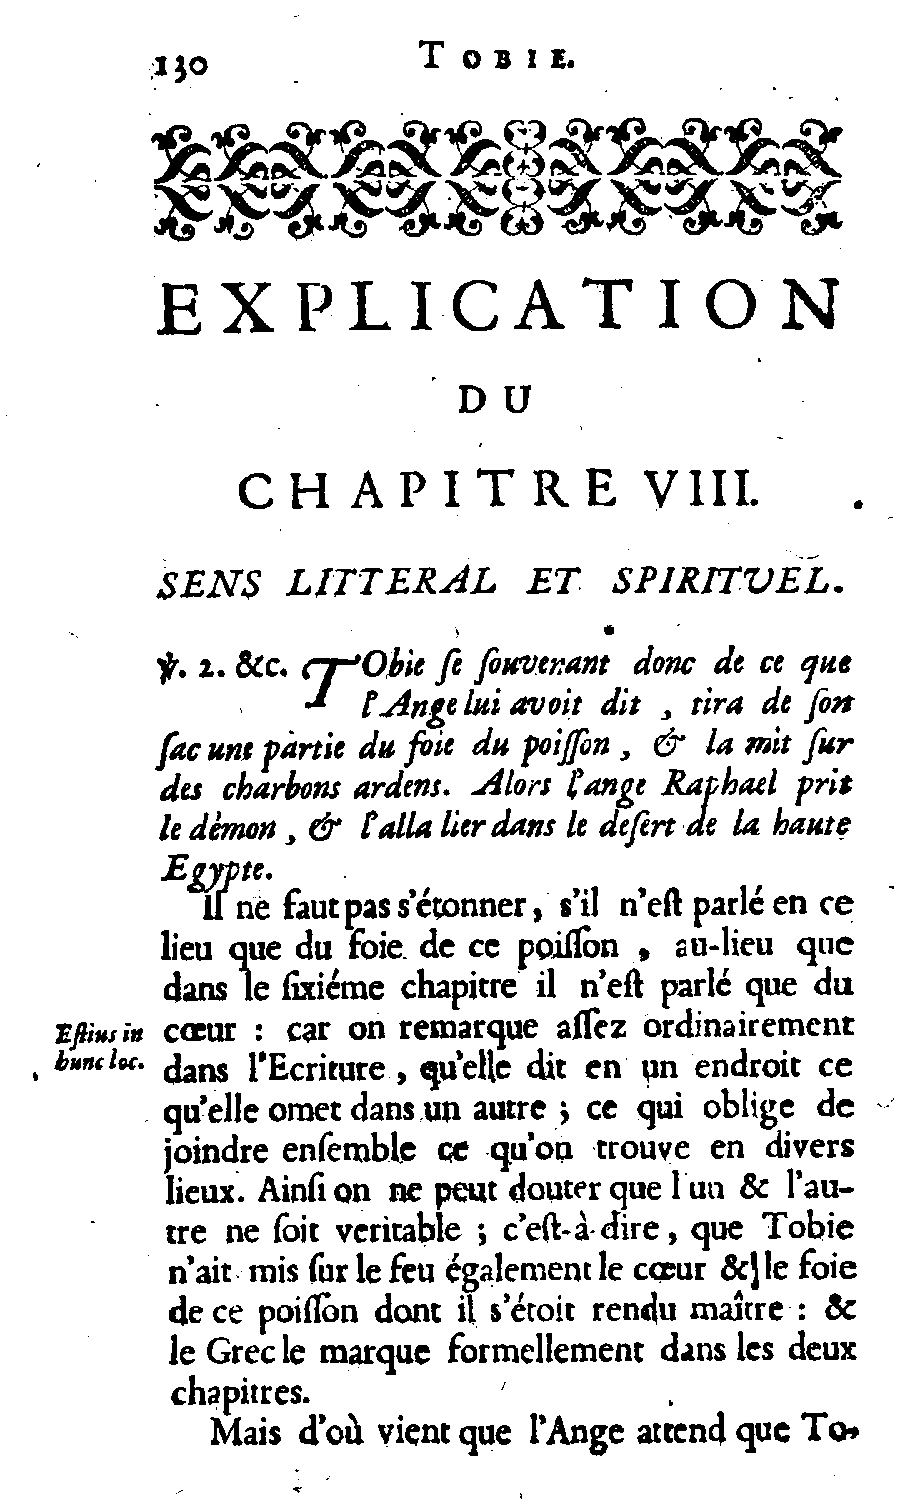 130 TOBIE.
EXPLICATION
DU
CHAPITRE VIII.
SENS LITTERAL ET SPIRITUEL.
℣. 2. &c. TObie ſe ſouvenant donc de ce que
l'Ange lui avoit dit , tira de ſon
ſac une partie du foie du poiſſon , & la mit ſur
des charbons ardens. Alors l'ange Raphael prit
le démon , & l'alla lier dans le deſert de la haute
Egypte.
Il ne faut pas s'étonner, s'il n'eſt parlé en ce
lieu que du foie de ce poiſſon , au-lieu que
dans le ſixiéme chapitre il n'eſt parlé que du
Eſtius in cœur : car on remarque aſſez ordinairement
hunc loc. dans l'Ecriture , qu'elle dit en un endroit ce
qu'elle omet dans un autre ; ce qui oblige de
joindre enſemble ce qu'on trouve en divers
lieux. Ainſi on ne peut douter que l'un & l'au-
tre ne ſoit veritable ; c'eſt-à-dire, que Tobie
n'ait mis ſur le feu également le cœur & le foie
de ce poiſſon dont il s'étoit rendu maître : &
le Grec le marque formellement dans les deux
chapitres.
Mais d'où vient que l'Ange attend que To-